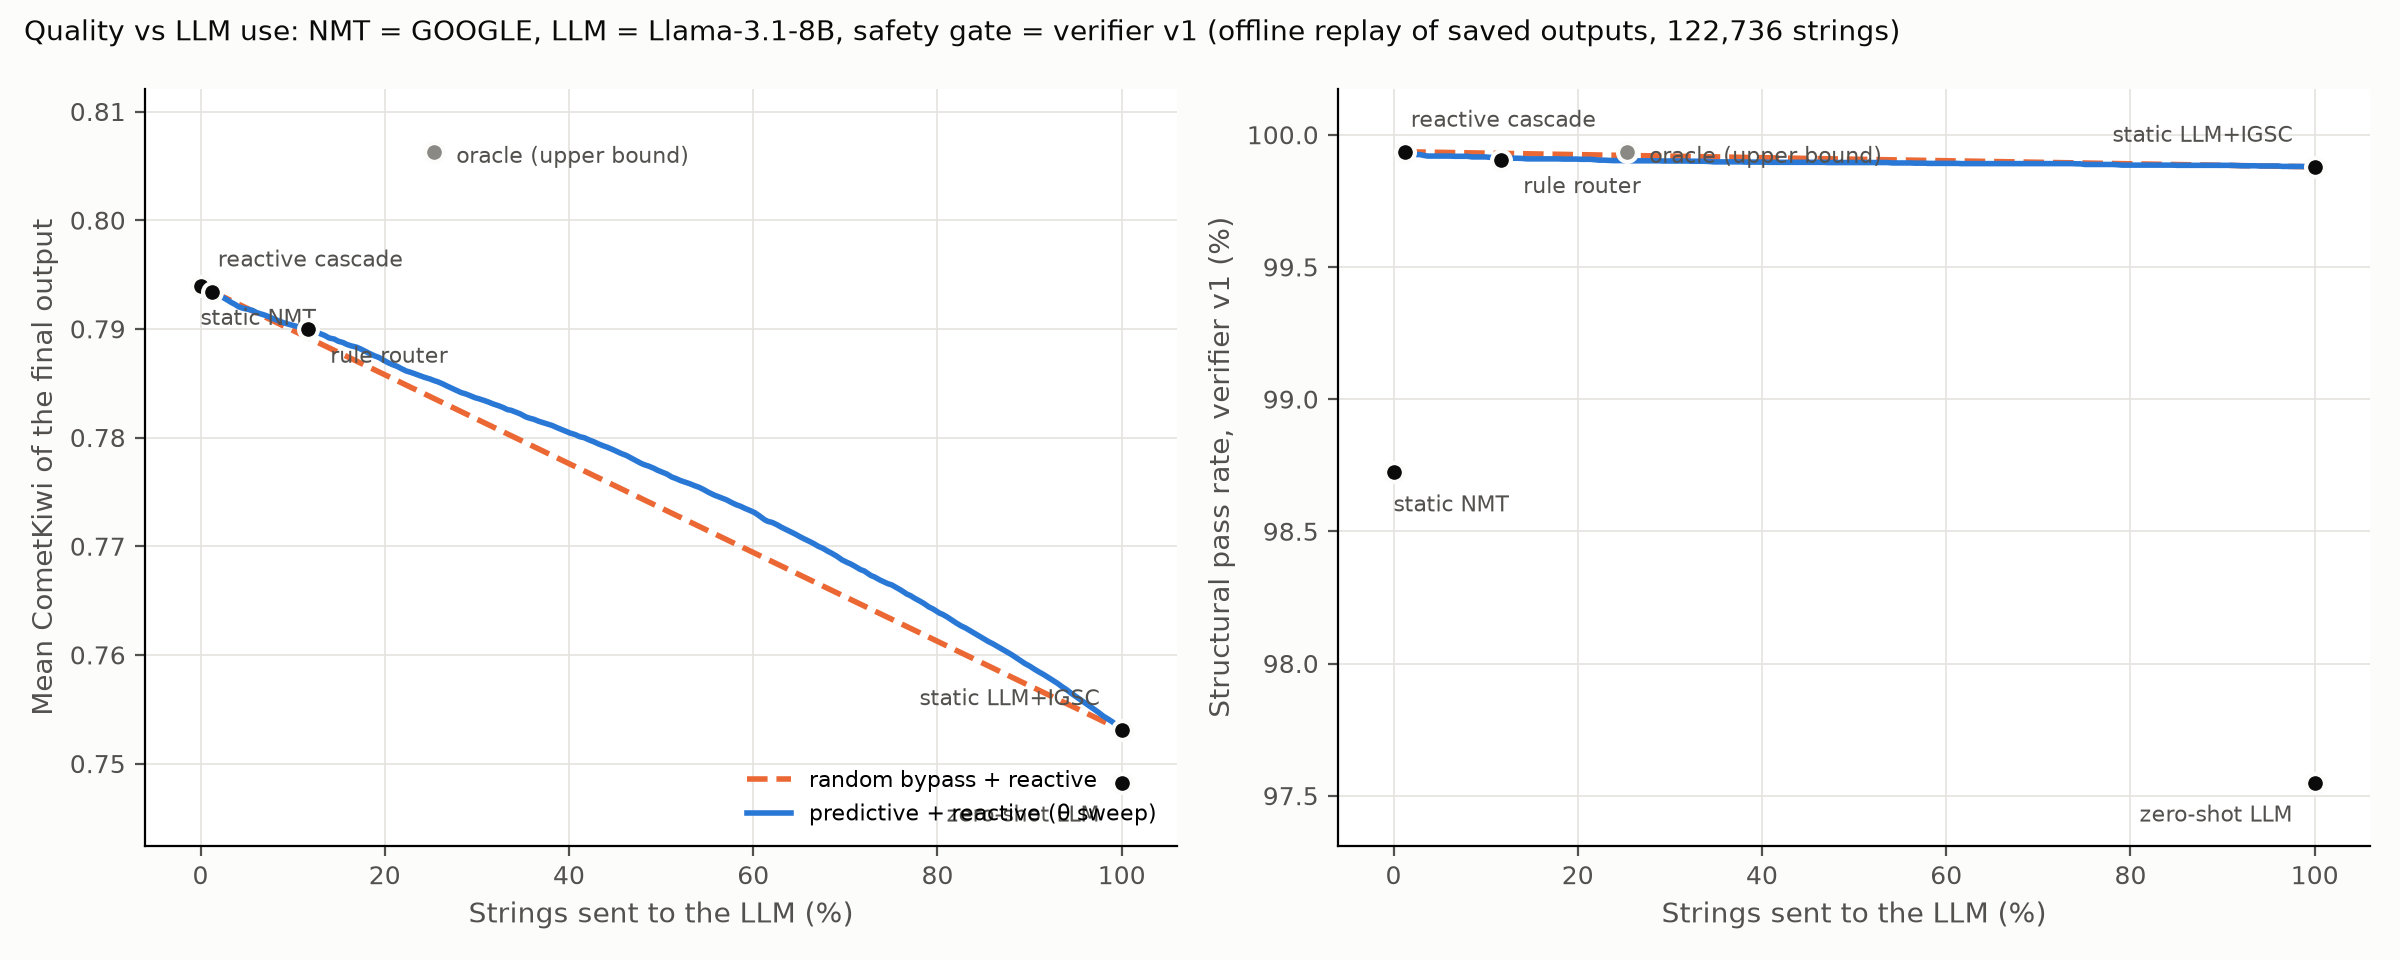 Quality vs LLM use: NMT = GOOGLE, LLM = Llama-3.1-8B, safety gate = verifier v1 (offline replay of saved outputs, 122,736 strings)
Mean CometKiwi of the final output
0.81
0.80
0.79
0.78
0.77
0.76
0.75
oracle (upper bound)
reactive cascade
static NMT
rule router
static LLM+IGSC
random bypass + reactive
predictive + reactive (θ sweep)
zero-shot LLM
0
20
40
60
80
100
Strings sent to the LLM (%)
Structural pass rate, verifier v1 (%)
100.0
99.5
99.0
98.5
98.0
97.5
reactive cascade
static LLM+IGSC
oracle (upper bound)
rule router
static NMT
zero-shot LLM
0
20
40
60
80
100
Strings sent to the LLM (%)